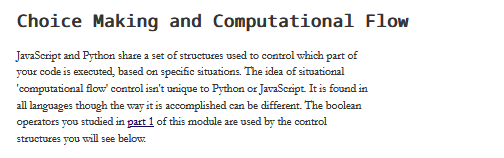 Choice Making and Computational Flow
JavaScript and Python share a set of structures used to control which part of
your code is executed, based on specific situations. The idea of situational
'computational flow' control isn't unique to Python or JavaScript. It is found in
all languages though the way it is accomplished can be different. The boolean
operators you studied in part 1 of this module are used by the control
structures you will see below.